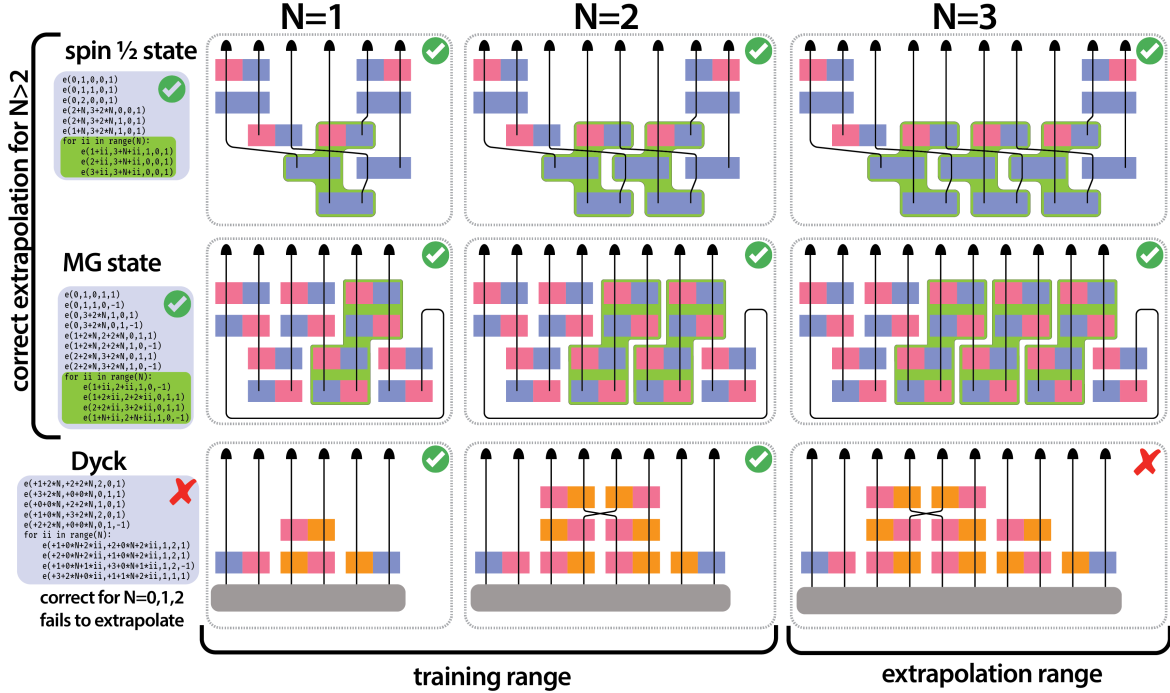 N=1
N=2
N=3
correct extrapolation for N>2
spin ½ state
e(0,1,0,0,1)
e(0,1,1,0,1)
e(0,2,0,0,1)
e(2+N,3+2*N,0,0,1)
e(2+N,3+2*N,1,0,1)
e(1+N,3+2*N,1,0,1)
for ii in range(N):
e(1+ii,3+N+ii,1,0,1)
e(2+ii,3+N+ii,0,0,1)
e(3+ii,3+N+ii,0,0,1)
MG state
e(0,1,0,1,1)
e(0,1,1,0,-1)
e(0,3+2*N,1,0,1)
e(0,3+2*N,0,1,-1)
e(1+2*N,2+2*N,0,1,1)
e(1+2*N,2+2*N,1,0,-1)
e(2+2*N,3+2*N,0,1,1)
e(2+2*N,3+2*N,1,0,-1)
for ii in range(N):
e(1+ii,2+ii,1,0,-1)
e(1+2*ii,2+2*ii,0,1,1)
e(2+2*ii,3+2*ii,0,1,1)
e(1+N+ii,2+N+ii,1,0,-1)
Dyck
e(+1+2*N,+2+2*N,2,0,1)
e(+3+2*N,+0+0*N,0,1,1)
e(+0+0*N,+2+2*N,1,0,1)
e(+1+0*N,+3+2*N,2,0,1)
e(+2+2*N,+0+0*N,0,1,-1)
for ii in range(N):
e(+1+0*N+2*ii,+2+0*N+2*ii,1,2,1)
e(+2+0*N+2*ii,+1+0*N+2*ii,1,2,1)
e(+1+0*N+1*ii,+3+0*N+1*ii,1,2,-1)
e(+3+2*N+0*ii,+1+1*N+2*ii,1,1,1)
correct for N=0,1,2
fails to extrapolate
training range
extrapolation range